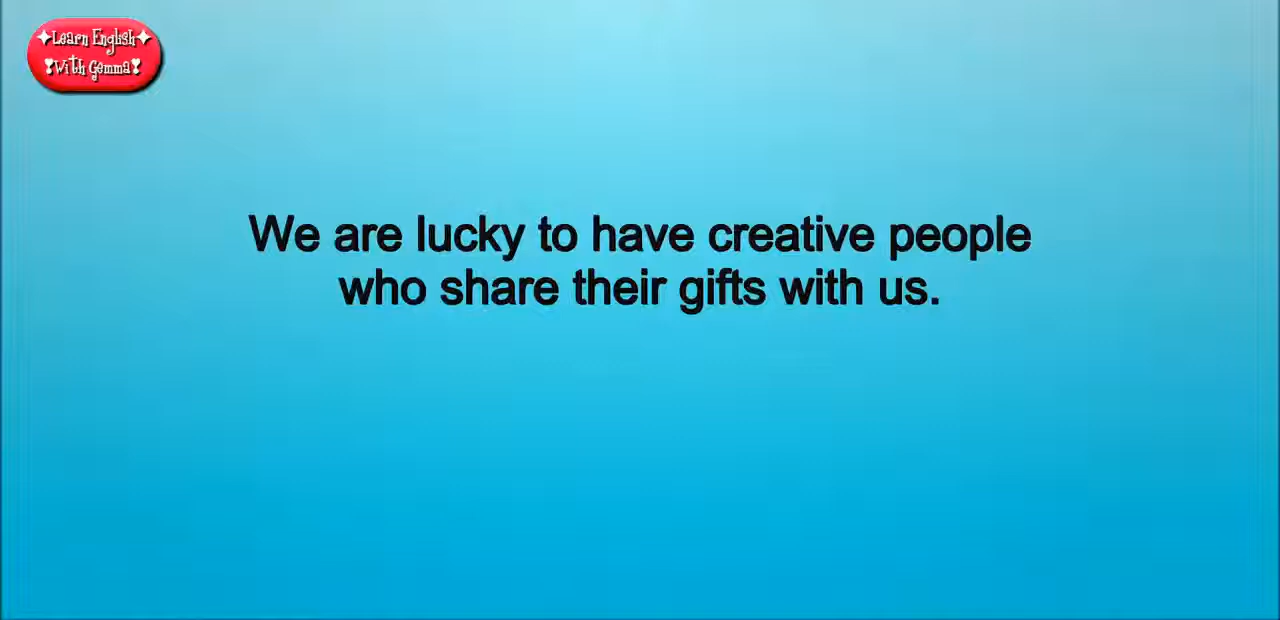 ✦Learn English✦
❣With Gemma❣
We are lucky to have creative people
who share their gifts with us.